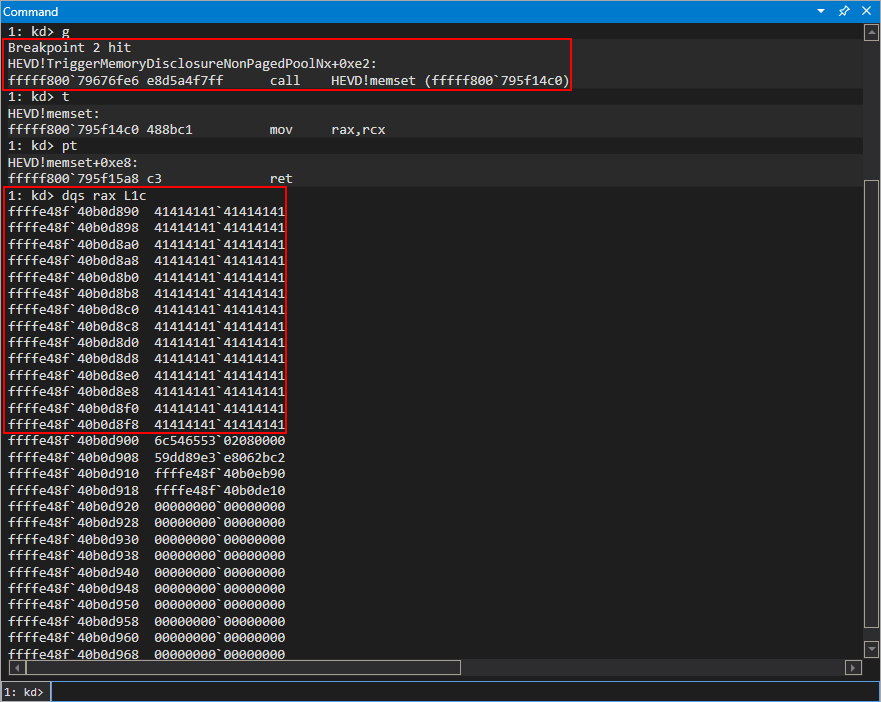 Command
1: kd> g
Breakpoint 2 hit
HEVD!TriggerMemoryDisclosureNonPagedPoolNx+0xe2:
fffff800`79676fe6 e8d5a4f7ff      call    HEVD!memset (fffff800`795f14c0)
1: kd> t
HEVD!memset:
fffff800`795f14c0 488bc1          mov     rax,rcx
1: kd> pt
HEVD!memset+0xe8:
fffff800`795f15a8 c3              ret
1: kd> dqs rax L1c
ffffe48f`40b0d890  41414141`41414141
ffffe48f`40b0d898  41414141`41414141
ffffe48f`40b0d8a0  41414141`41414141
ffffe48f`40b0d8a8  41414141`41414141
ffffe48f`40b0d8b0  41414141`41414141
ffffe48f`40b0d8b8  41414141`41414141
ffffe48f`40b0d8c0  41414141`41414141
ffffe48f`40b0d8c8  41414141`41414141
ffffe48f`40b0d8d0  41414141`41414141
ffffe48f`40b0d8d8  41414141`41414141
ffffe48f`40b0d8e0  41414141`41414141
ffffe48f`40b0d8e8  41414141`41414141
ffffe48f`40b0d8f0  41414141`41414141
ffffe48f`40b0d8f8  41414141`41414141
ffffe48f`40b0d900  6c546553`02080000
ffffe48f`40b0d908  59dd89e3`e8062bc2
ffffe48f`40b0d910  ffffe48f`40b0eb90
ffffe48f`40b0d918  ffffe48f`40b0de10
ffffe48f`40b0d920  00000000`00000000
ffffe48f`40b0d928  00000000`00000000
ffffe48f`40b0d930  00000000`00000000
ffffe48f`40b0d938  00000000`00000000
ffffe48f`40b0d940  00000000`00000000
ffffe48f`40b0d948  00000000`00000000
ffffe48f`40b0d950  00000000`00000000
ffffe48f`40b0d958  00000000`00000000
ffffe48f`40b0d960  00000000`00000000
ffffe48f`40b0d968  00000000`00000000
1: kd>